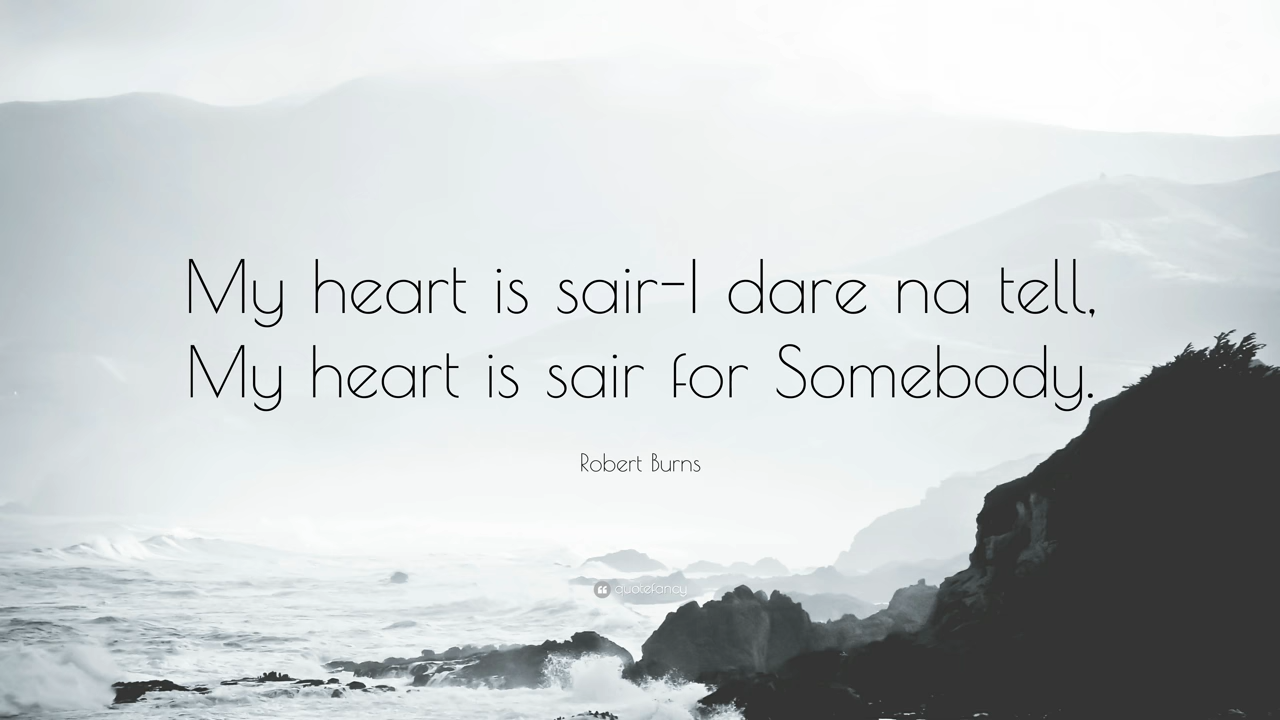 My heart is sair-I dare na tell,
My heart is sair for Somebody.
Robert Burns
quotefancy